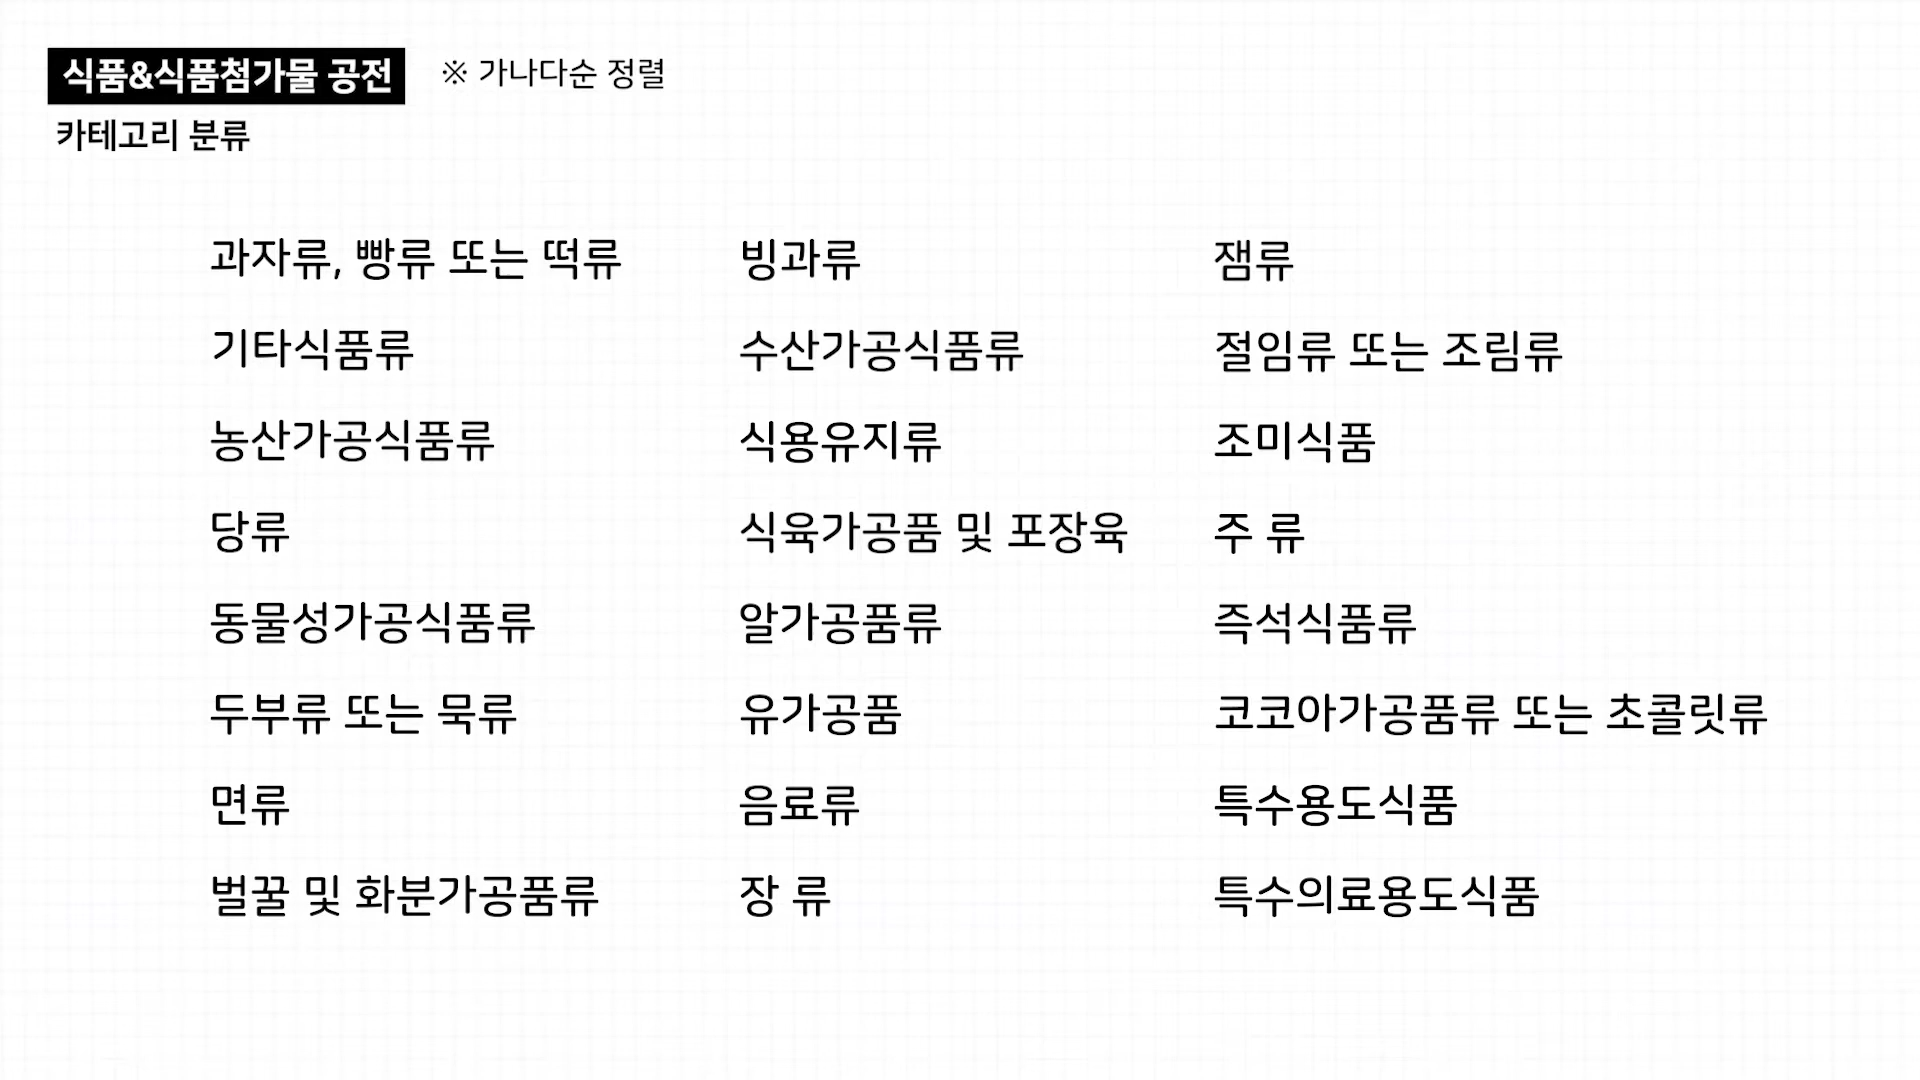 식품&식품첨가물 공전
※ 가나다순 정렬
카테고리 분류
과자류, 빵류 또는 떡류
기타식품류
농산가공식품류
당류
동물성가공식품류
두부류 또는 묵류
면류
벌꿀 및 화분가공품류
빙과류
수산가공식품류
식용유지류
식육가공품 및 포장육
알가공품류
유가공품
음료류
장 류
잼류
절임류 또는 조림류
조미식품
주 류
즉석식품류
코코아가공품류 또는 초콜릿류
특수용도식품
특수의료용도식품